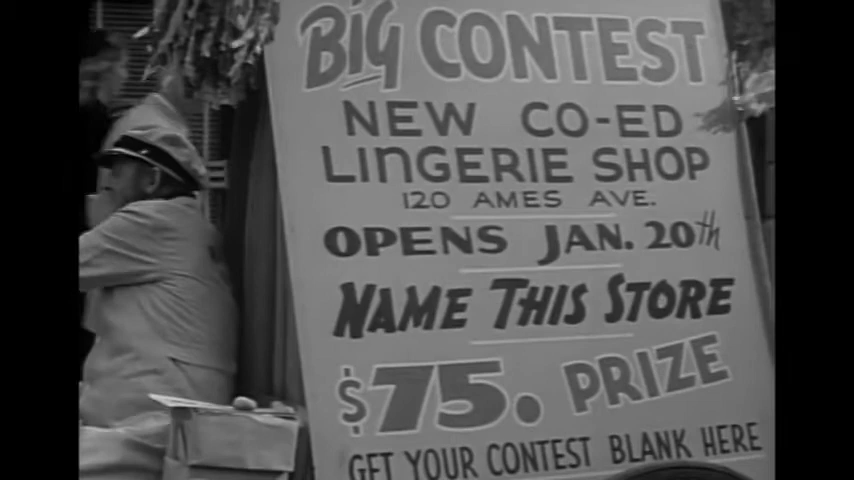 BIG CONTEST
NEW CO-ED
LINGERIE SHOP
120 AMES AVE.
OPENS JAN. 20th
NAME THIS STORE
$75. PRIZE
GET YOUR CONTEST BLANK HERE